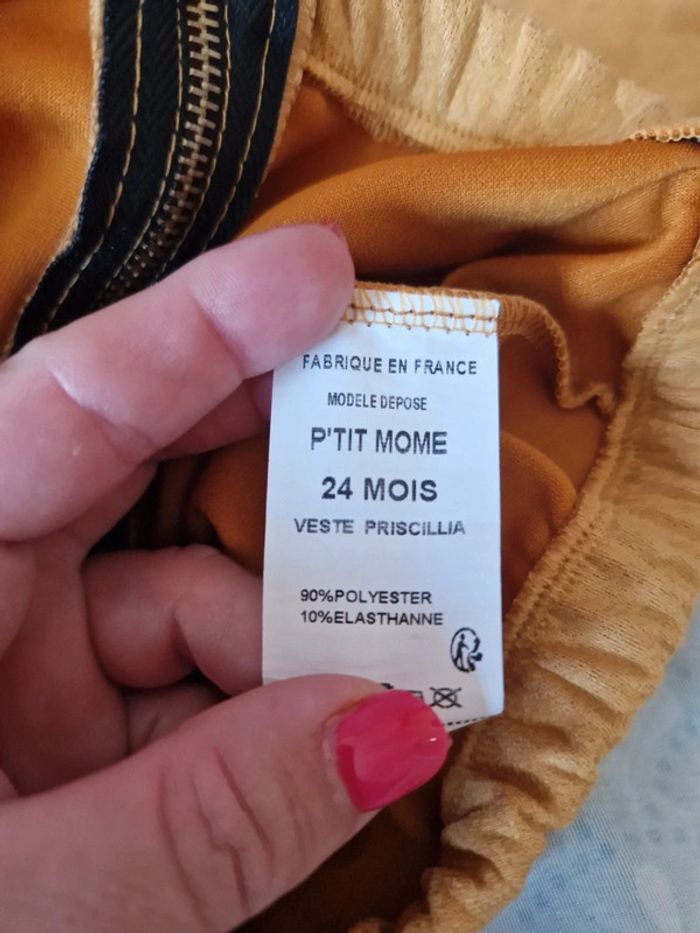 FABRIQUE EN FRANCE
MODELE DEPOSE
P'TIT MOME
24 MOIS
VESTE PRISCILLIA
90%POLYESTER
10%ELASTHANNE